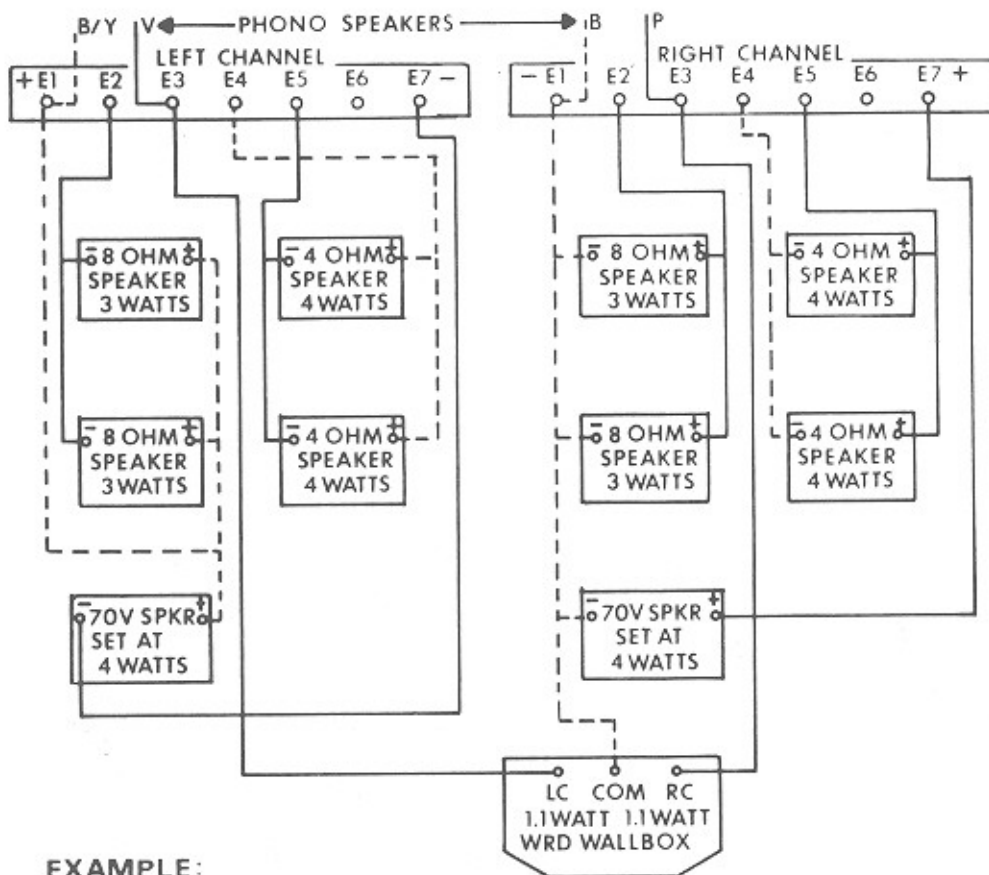 B/Y V PHONO SPEAKERS B P
LEFT CHANNEL RIGHT CHANNEL
+ E1 E2 E3 E4 E5 E6 E7 - - E1 E2 E3 E4 E5 E6 E7 +
- 8 OHM +
SPEAKER
3 WATTS
- 4 OHM +
SPEAKER
4 WATTS
- 8 OHM +
SPEAKER
3 WATTS
- 4 OHM +
SPEAKER
4 WATTS
- 8 OHM +
SPEAKER
3 WATTS
- 4 OHM +
SPEAKER
4 WATTS
- 8 OHM +
SPEAKER
3 WATTS
- 4 OHM +
SPEAKER
4 WATTS
- 70V SPKR +
SET AT
4 WATTS
- 70V SPKR +
SET AT
4 WATTS
LC COM RC
1.1WATT 1.1WATT
WRD WALLBOX
EXAMPLE: